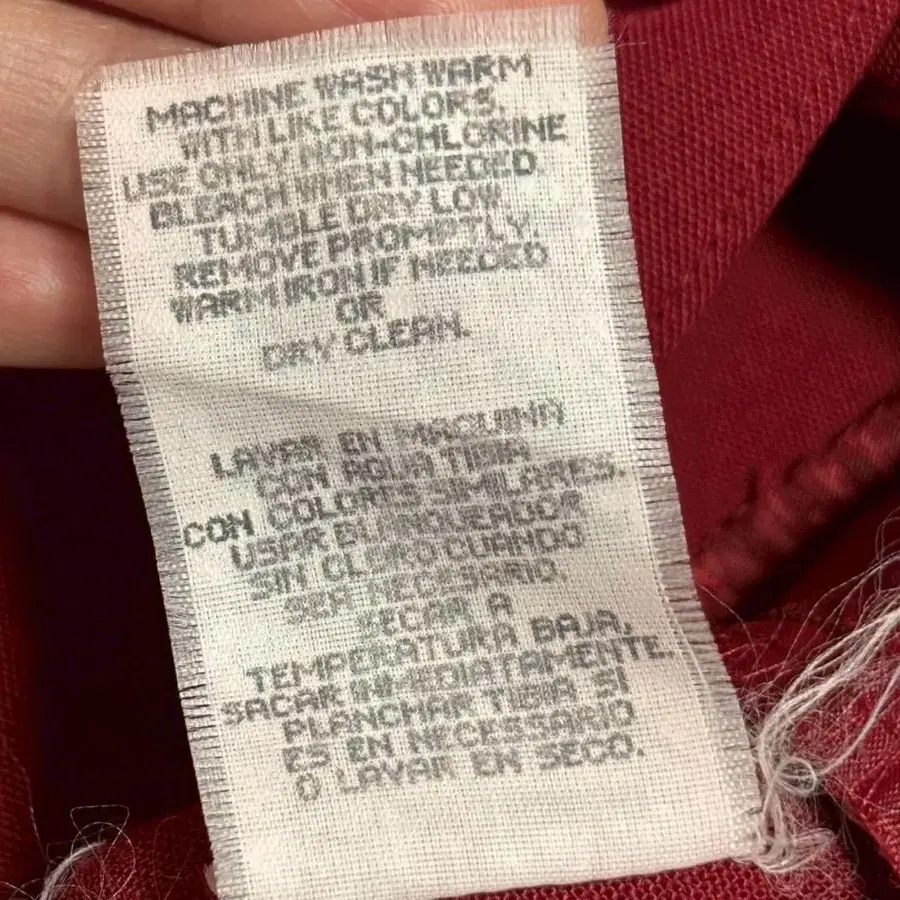 MACHINE WASH WARM
WITH LIKE COLORS.
USE ONLY NON-CHLORINE
BLEACH WHEN NEEDED.
TUMBLE DRY LOW.
REMOVE PROMPTLY.
WARM IRON IF NEEDED
OR
DRY CLEAN.
LAVAR EN MAQUINA
CON AGUA TIBIA
CON COLORES SIMILARES.
USAR BLANQUEADOR
SIN CLORO CUANDO
SER NECESARIO.
SECAR A
TEMPERATURA BAJA,
SACAR IMMEDIATAMENTE.
PLANCHAR TIBIA SI
ES EN NECESSARIO
O LAVAR EN SECO.